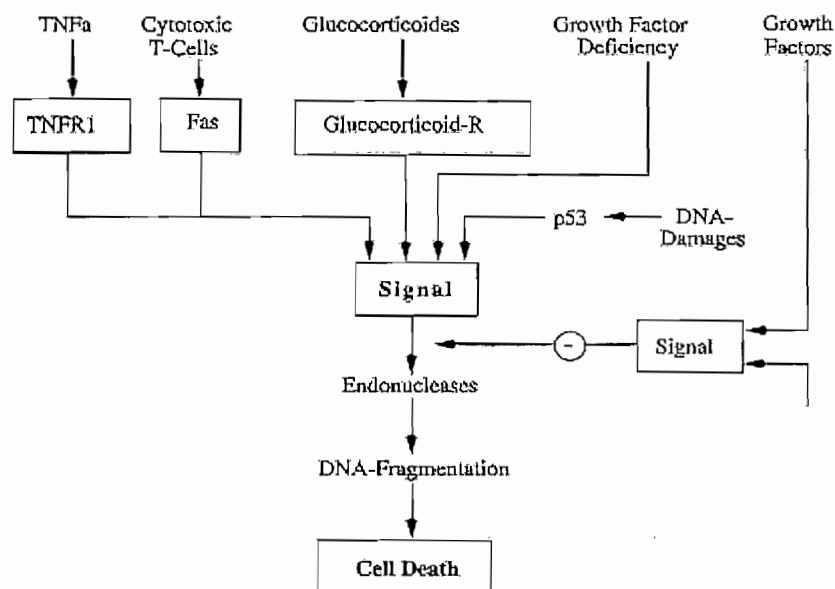 TNFa
Cytotoxic
T-Cells
Glucocorticoides
Growth Factor
Deficiency
Growth
Factors
TNFR1
Fas
Glucocorticoid-R
p53
DNA-
Damages
Signal
-
Signal
Endonucleases
DNA-Fragmentation
Cell Death